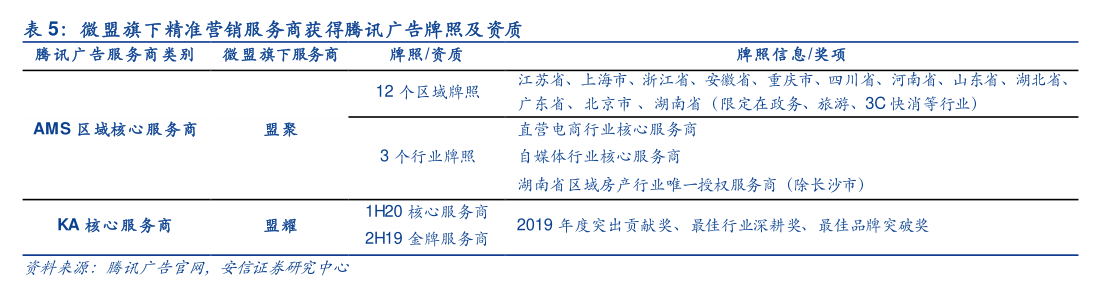 表 5：微盟旗下精准营销服务商获得腾讯广告牌照及资质
腾讯广告服务商类别 微盟旗下服务商 牌照/资质 牌照信息/奖项
AMS 区域核心服务商 盟聚 12 个区域牌照 江苏省、上海市、浙江省、安徽省、重庆市、四川省、河南省、山东省、湖北省、
广东省、北京市 、湖南省（限定在政务、旅游、3C 快消等行业）
3 个行业牌照 直营电商行业核心服务商
自媒体行业核心服务商
湖南省区域房产行业唯一授权服务商（除长沙市）
KA 核心服务商 盟耀 1H20 核心服务商 2019 年度突出贡献奖、最佳行业深耕奖、最佳品牌突破奖
2H19 金牌服务商
资料来源：腾讯广告官网，安信证券研究中心